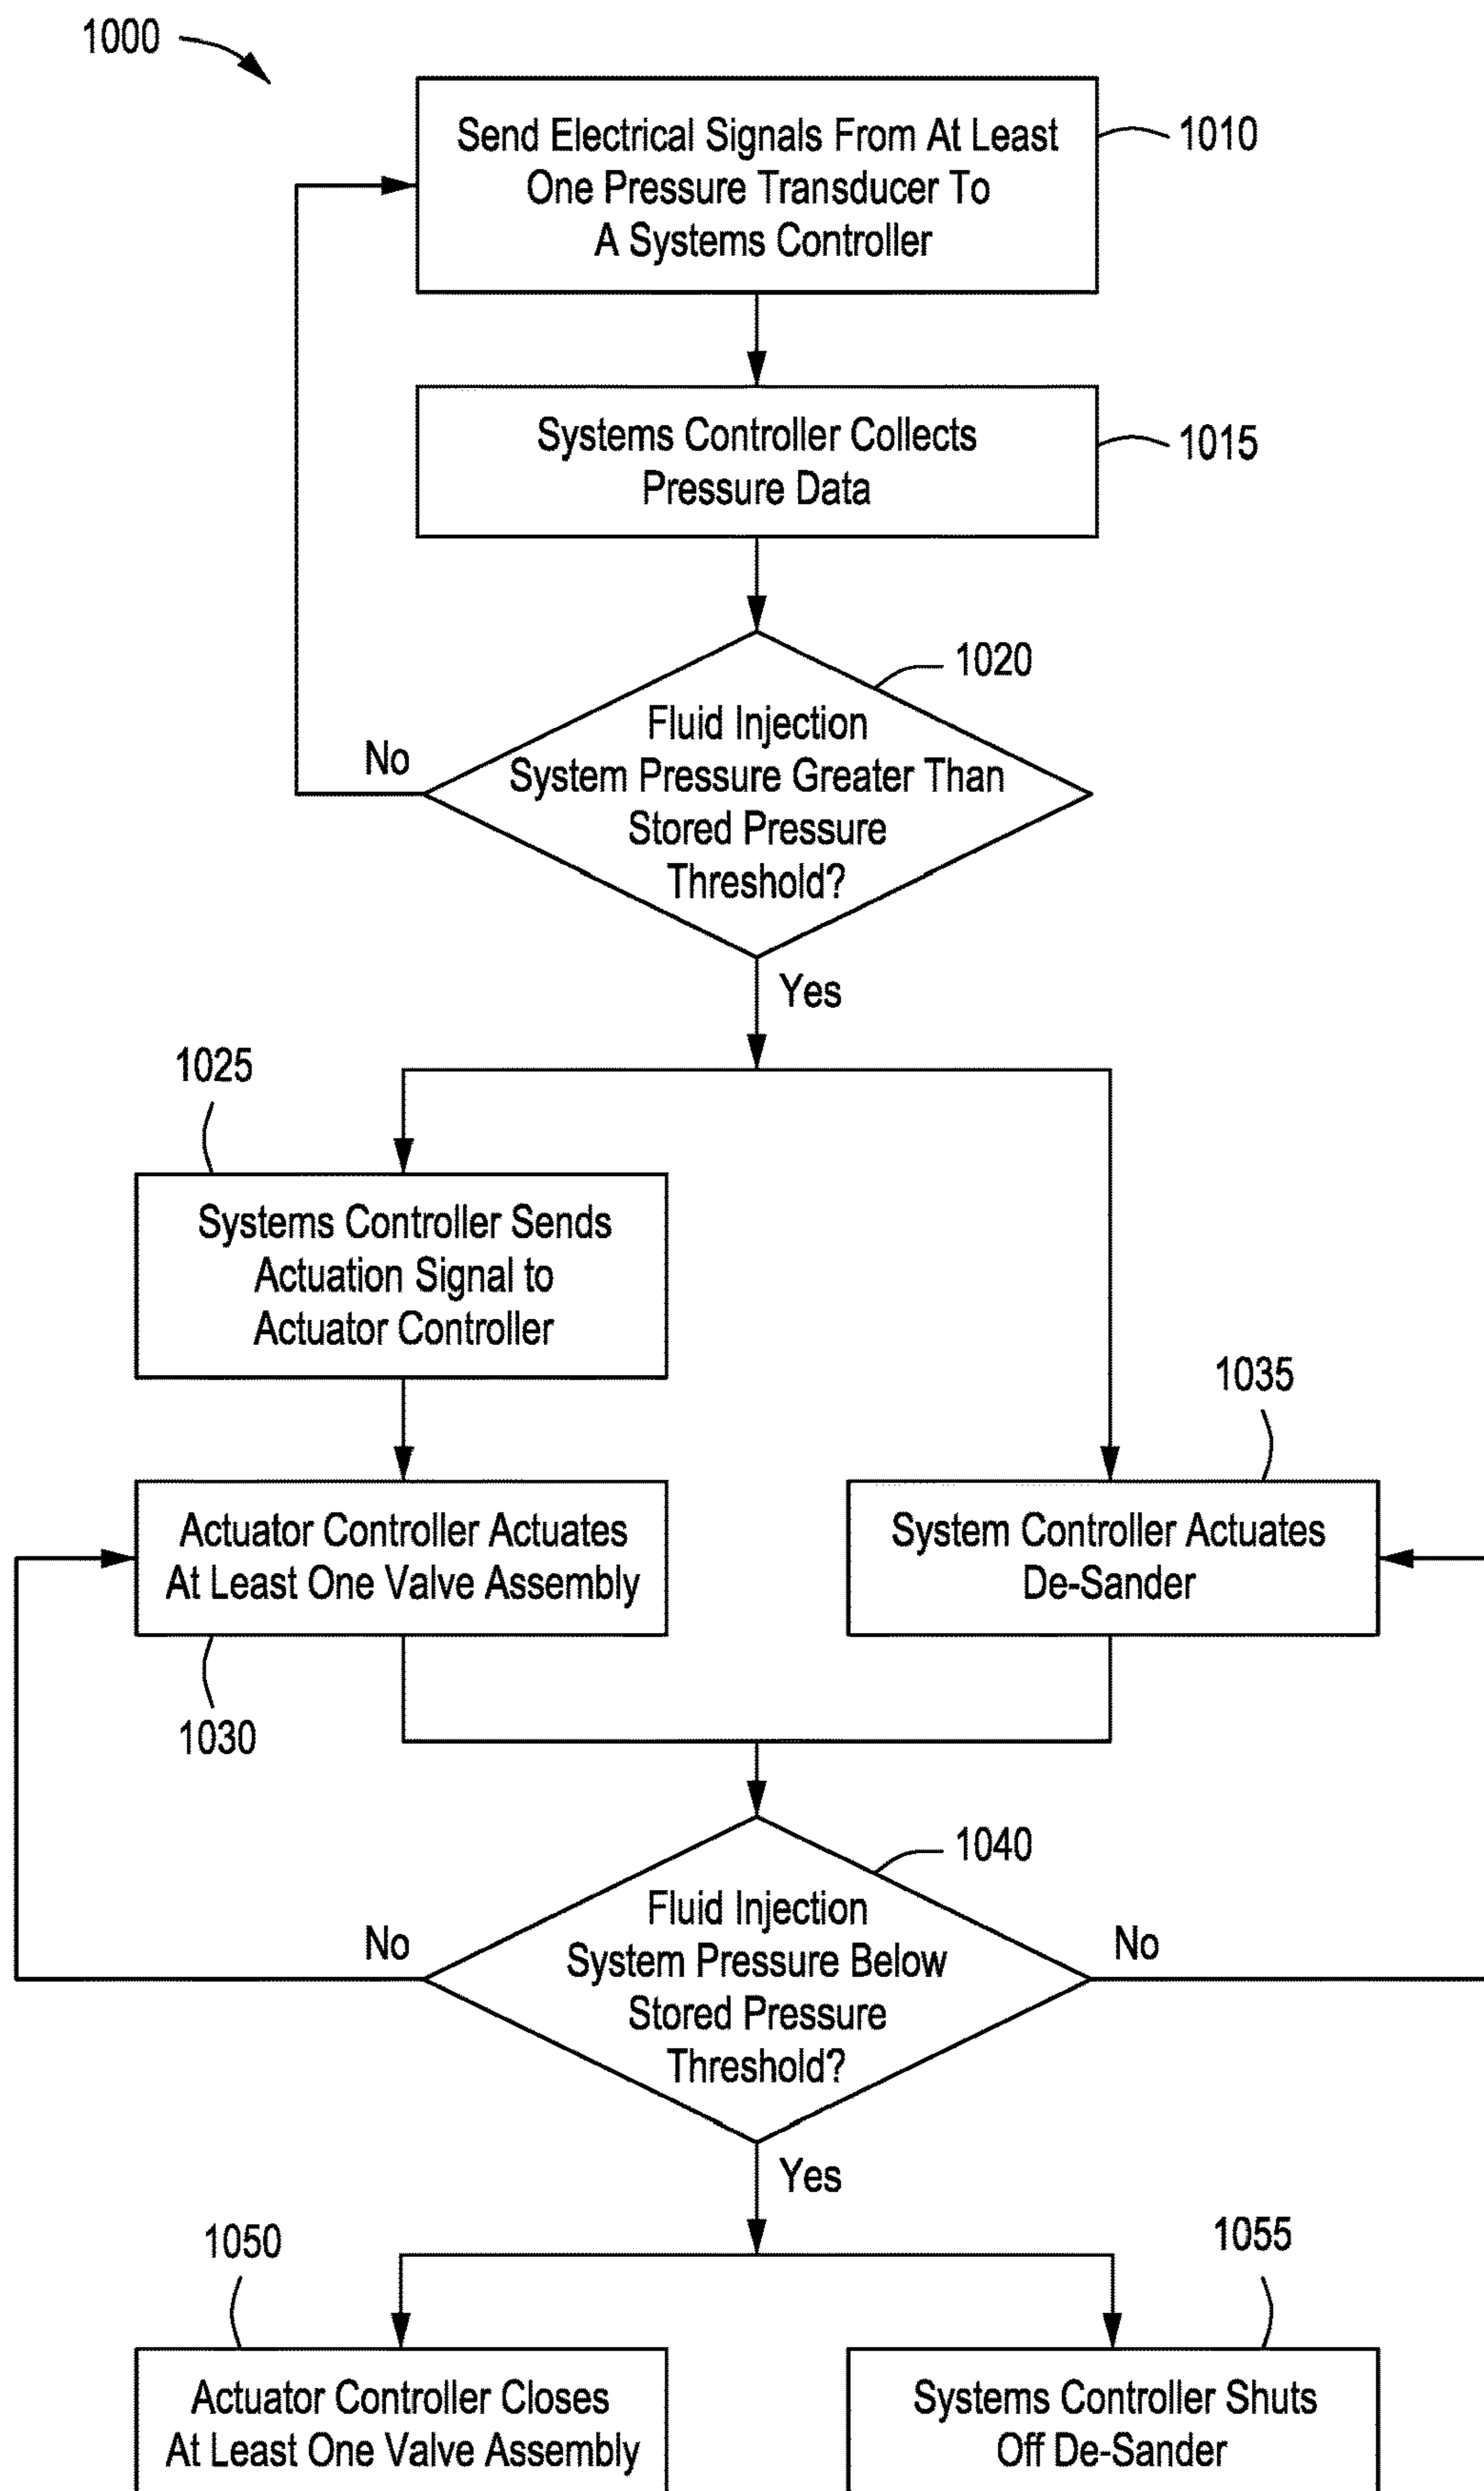 1000
Send Electrical Signals From At Least
One Pressure Transducer To
A Systems Controller
1010
Systems Controller Collects
Pressure Data
1015
1020
Fluid Injection
System Pressure Greater Than
Stored Pressure
Threshold?
No
Yes
1025
Systems Controller Sends
Actuation Signal to
Actuator Controller
1035
Actuator Controller Actuates
At Least One Valve Assembly
System Controller Actuates
De-Sander
1030
1040
Fluid Injection
System Pressure Below
Stored Pressure
Threshold?
No
No
Yes
1050
1055
Actuator Controller Closes
At Least One Valve Assembly
Systems Controller Shuts
Off De-Sander